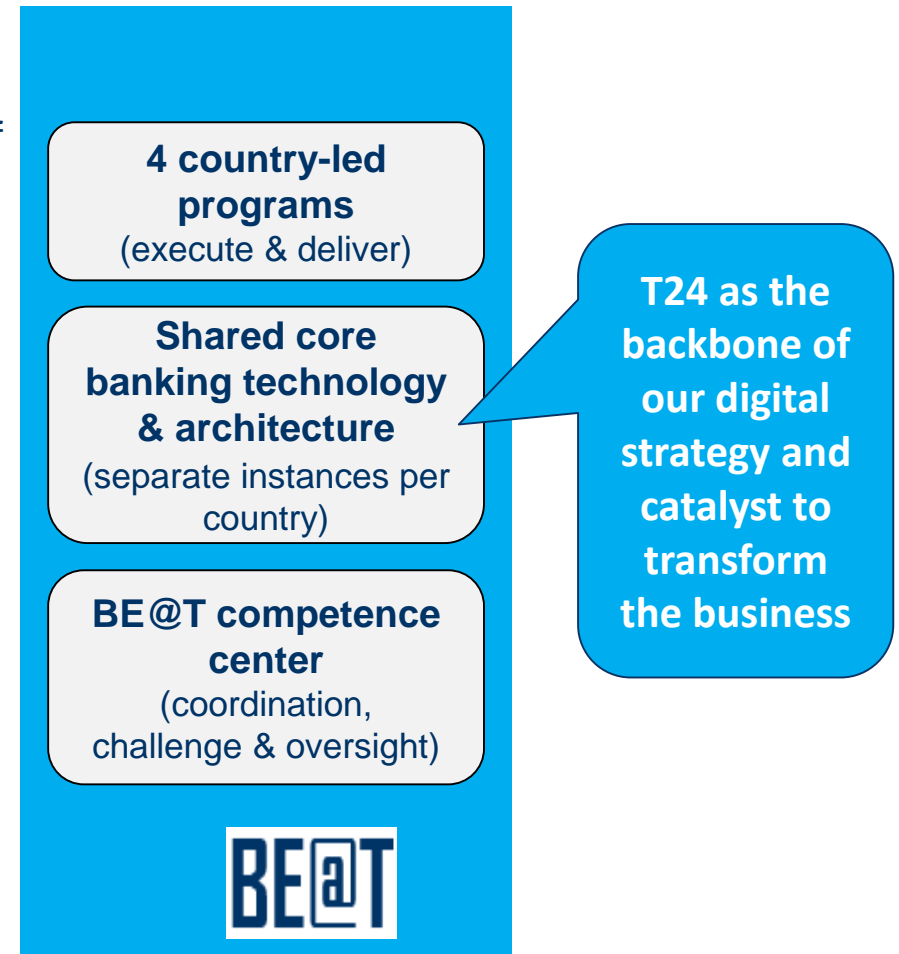 4 country-led
programs
(execute & deliver)
Shared core
banking technology
& architecture
(separate instances per
country)
T24 as the
backbone of
our digital
strategy and
catalyst to
transform
the business
BE@T competence
center
(coordination,
challenge & oversight)
BE@T